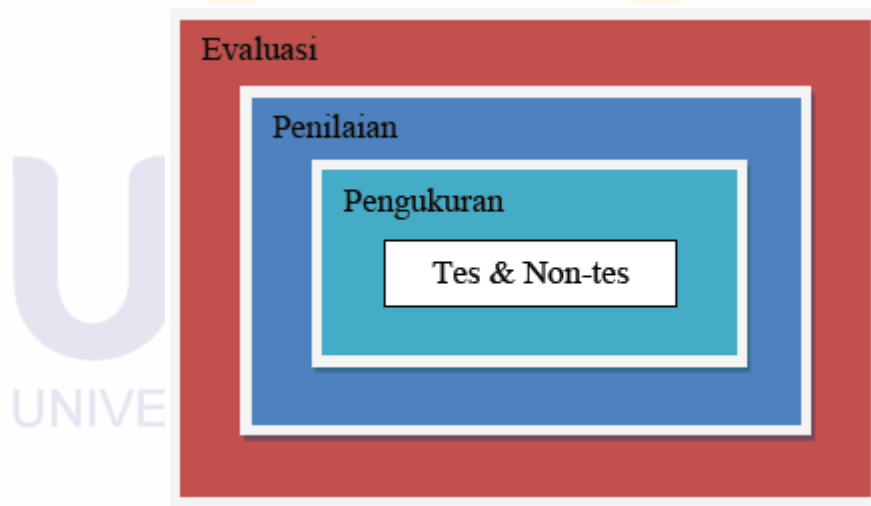 Evaluasi
Penilaian
Pengukuran
Tes & Non-tes
UNIVE